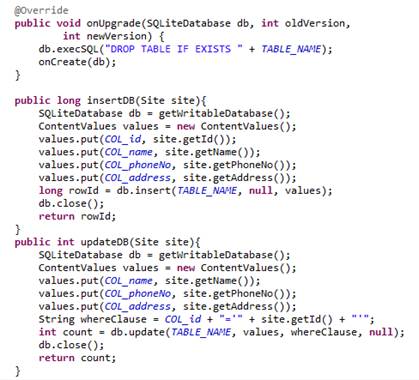 @Override
public void onUpgrade(SQLiteDatabase db, int oldVersion,
        int newVersion) {
    db.execSQL("DROP TABLE IF EXISTS " + TABLE_NAME);
    onCreate(db);
}

public long insertDB(Site site){
    SQLiteDatabase db = getWritableDatabase();
    ContentValues values = new ContentValues();
    values.put(COL_id, site.getId());
    values.put(COL_name, site.getName());
    values.put(COL_phoneNo, site.getPhoneNo());
    values.put(COL_address, site.getAddress());
    long rowId = db.insert(TABLE_NAME, null, values);
    db.close();
    return rowId;
}
public int updateDB(Site site){
    SQLiteDatabase db = getWritableDatabase();
    ContentValues values = new ContentValues();
    values.put(COL_name, site.getName());
    values.put(COL_phoneNo, site.getPhoneNo());
    values.put(COL_address, site.getAddress());
    String whereClause = COL_id + "='" + site.getId() + "'";
    int count = db.update(TABLE_NAME, values, whereClause, null);
    db.close();
    return count;
}